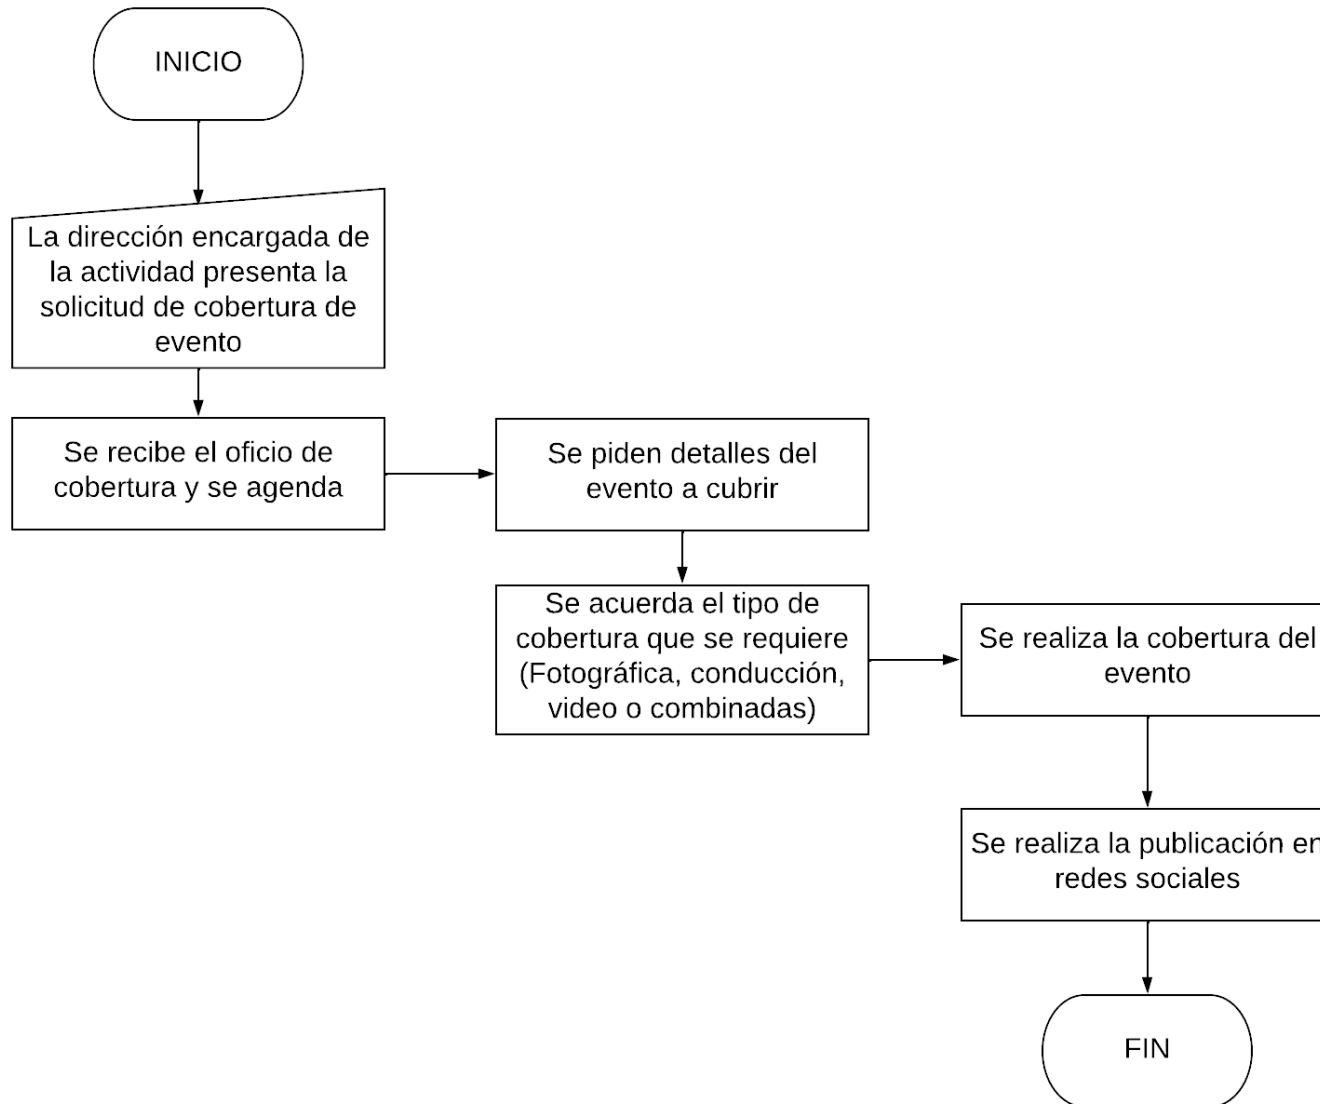 INICIO
La dirección encargada de
la actividad presenta la
solicitud de cobertura de
evento
Se recibe el oficio de
cobertura y se agenda
Se piden detalles del
evento a cubrir
Se acuerda el tipo de
cobertura que se requiere
(Fotográfica, conducción,
video o combinadas)
Se realiza la cobertura del
evento
Se realiza la publicación en
redes sociales
FIN